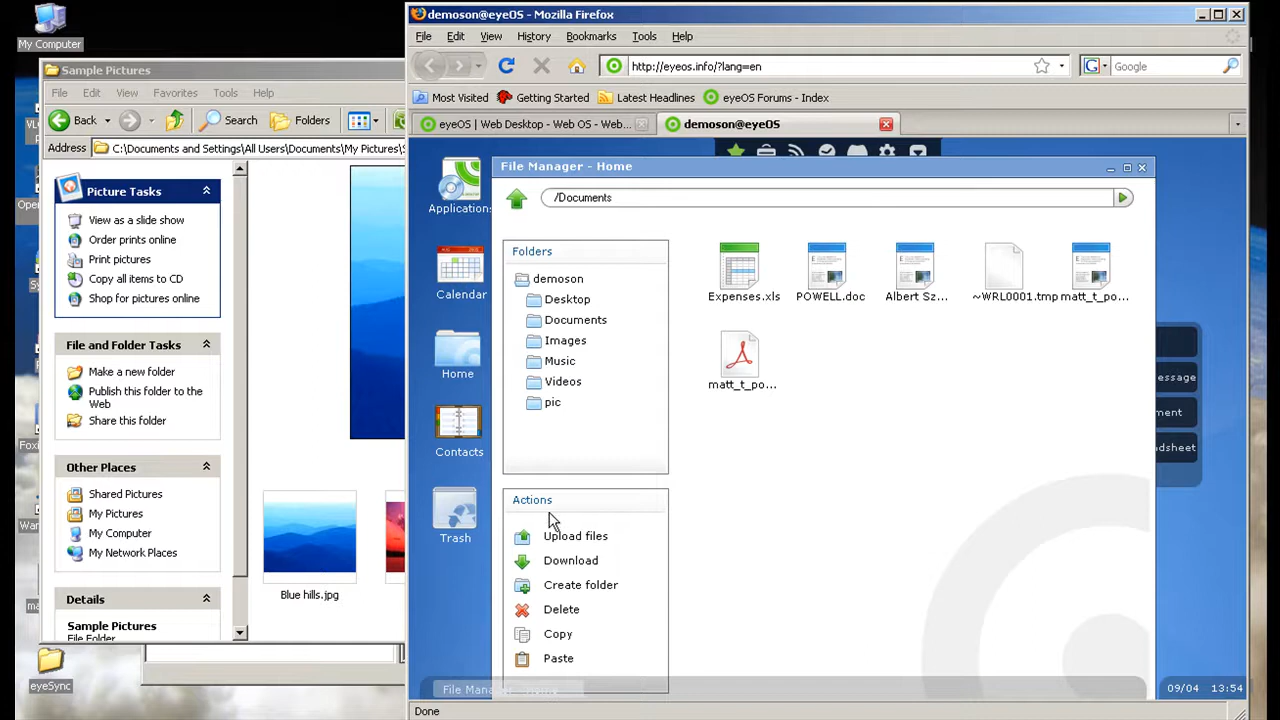 My Computer
Sample Pictures
File Edit View Favorites Tools Help
Back Search Folders
Address C:\Documents and Settings\All Users\Documents\My Pictures\
Picture Tasks
View as a slide show
Order prints online
Print pictures
Copy all items to CD
Shop for pictures online
File and Folder Tasks
Make a new folder
Publish this folder to the
Web
Share this folder
Other Places
Shared Pictures
My Pictures
My Computer
My Network Places
Details
Sample Pictures
File Folder
Blue hills.jpg
eyeSync
demoson@eyeOS - Mozilla Firefox
File Edit View History Bookmarks Tools Help
http://eyeos.info/?lang=en
Google
Most Visited Getting Started Latest Headlines eyeOS Forums - Index
eyeOS | Web Desktop - Web OS - Web...
demoson@eyeOS
Application
Calendar
Home
Contacts
Trash
File Manager - Home
/Documents
Folders
demoson
Desktop
Documents
Images
Music
Videos
pic
Actions
Upload files
Download
Create folder
Delete
Copy
Paste
Expenses.xls
POWELL.doc
Albert Sz...
~WRL0001.tmp
matt_t_po...
matt_t_po...
essage
ment
eadsheet
File Manager - Home
09/04 13:54
Done